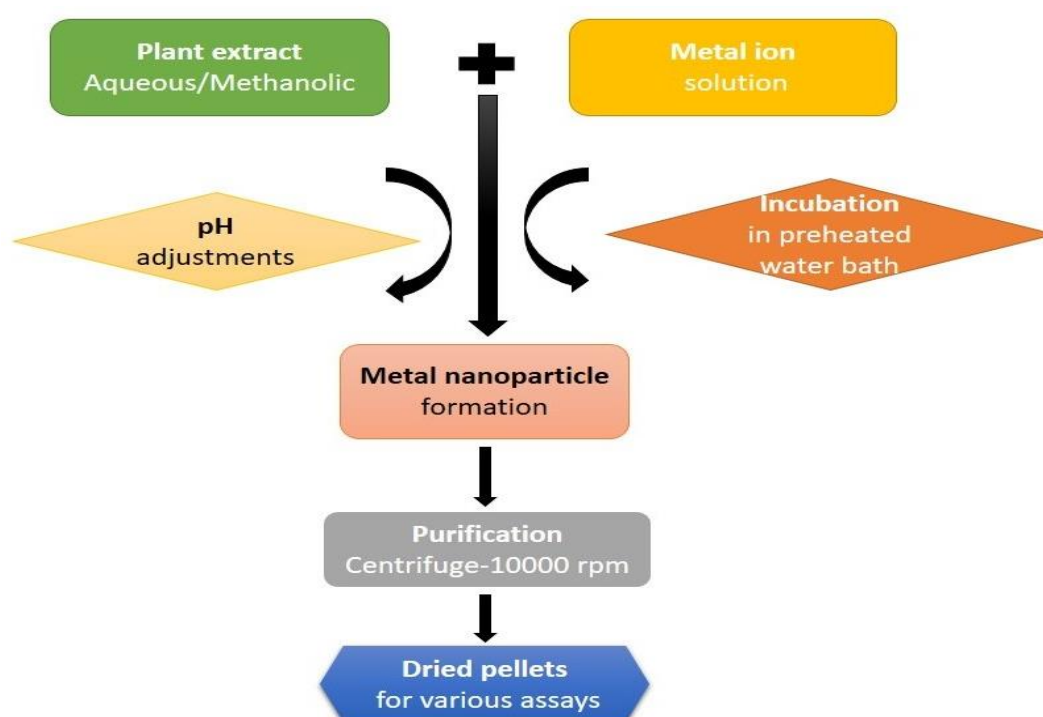 Plant extract
Aqueous/Methanolic
Metal ion
solution
pH
adjustments
Incubation
in preheated
water bath
Metal nanoparticle
formation
Purification
Centrifuge-10000 rpm
Dried pellets
for various assays